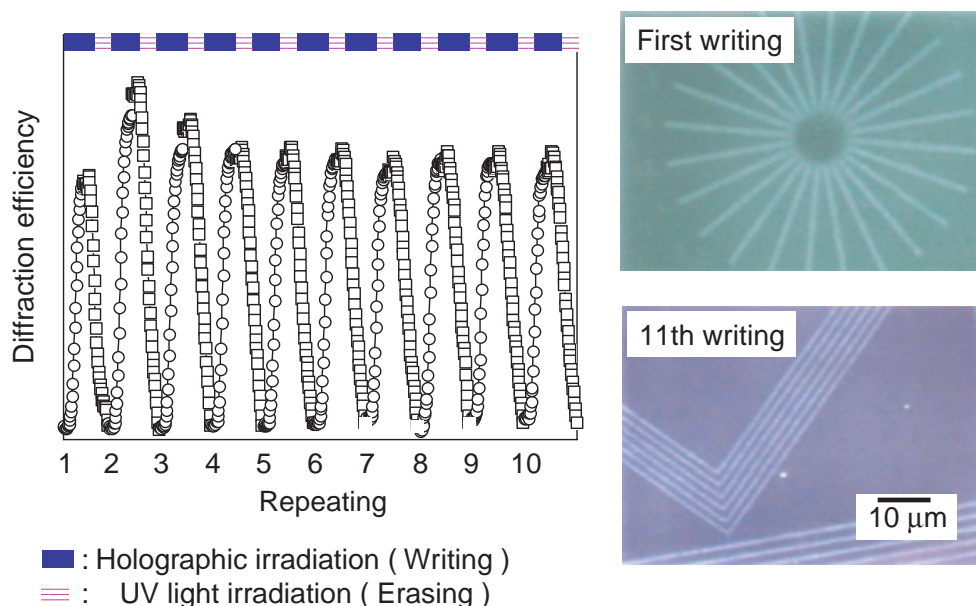 Diffraction efficiency
1 2 3 4 5 6 7 8 9 10
Repeating
: Holographic irradiation ( Writing )
: UV light irradiation ( Erasing )
First writing
11th writing
10 μm